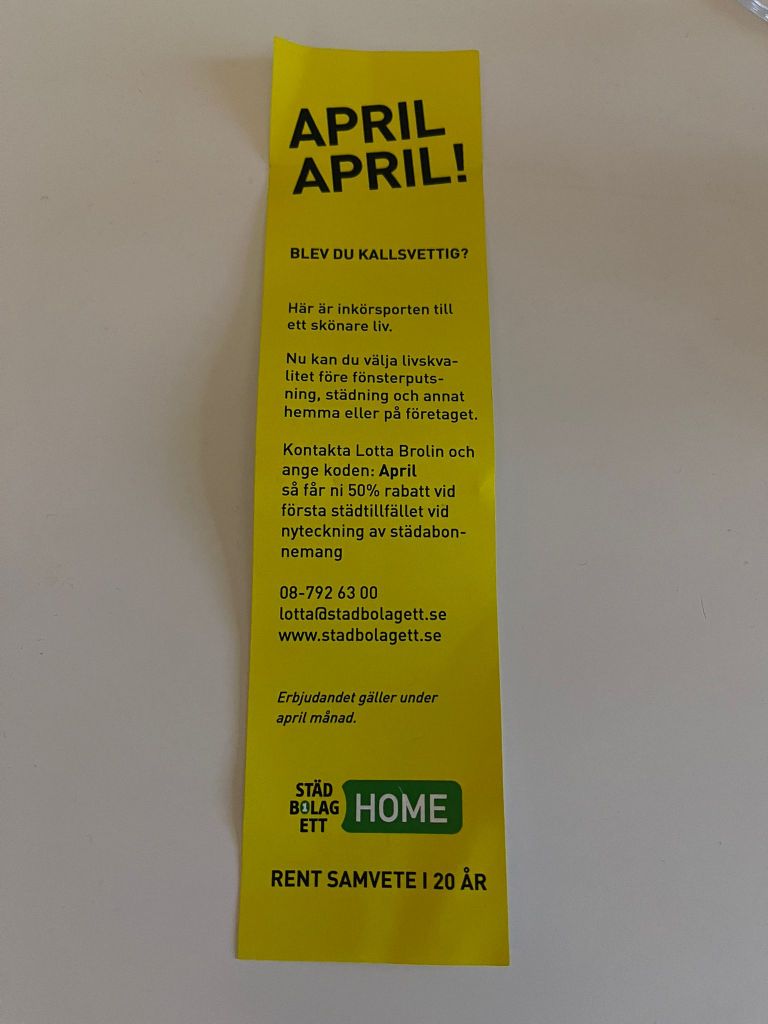 APRIL
APRIL!
BLEV DU KALLSVETTIG?
Här är inkörsporten till
ett skönare liv.
Nu kan du välja livskva-
litet före fönsterputs-
ning, städning och annat
hemma eller på företaget.
Kontakta Lotta Brolin och
ange koden: April
så får ni 50% rabatt vid
första städtillfället vid
nyteckning av städabon-
nemang
08-792 63 00
lotta@stadbolagett.se
www.stadbolagett.se
Erbjudandet gäller under
april månad.
STÄD
BOLAG
ETT
HOME
RENT SAMVETE I 20 ÅR